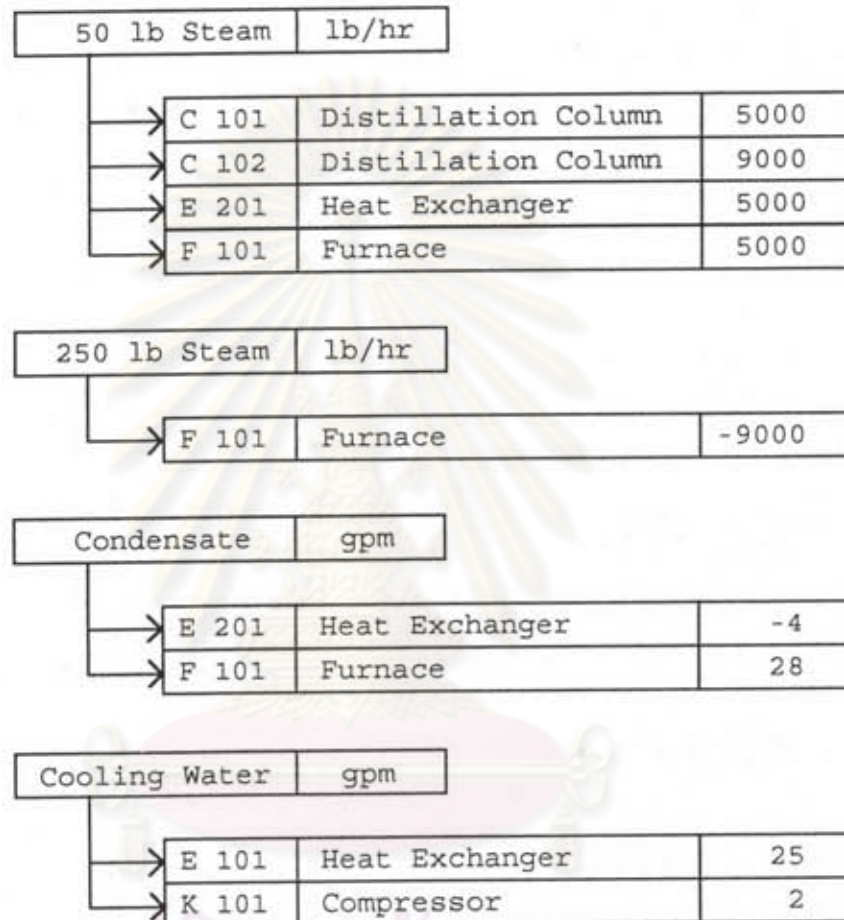 50 lb Steam lb/hr
C 101 Distillation Column 5000
C 102 Distillation Column 9000
E 201 Heat Exchanger 5000
F 101 Furnace 5000
250 lb Steam lb/hr
F 101 Furnace -9000
Condensate gpm
E 201 Heat Exchanger -4
F 101 Furnace 28
Cooling Water gpm
E 101 Heat Exchanger 25
K 101 Compressor 2